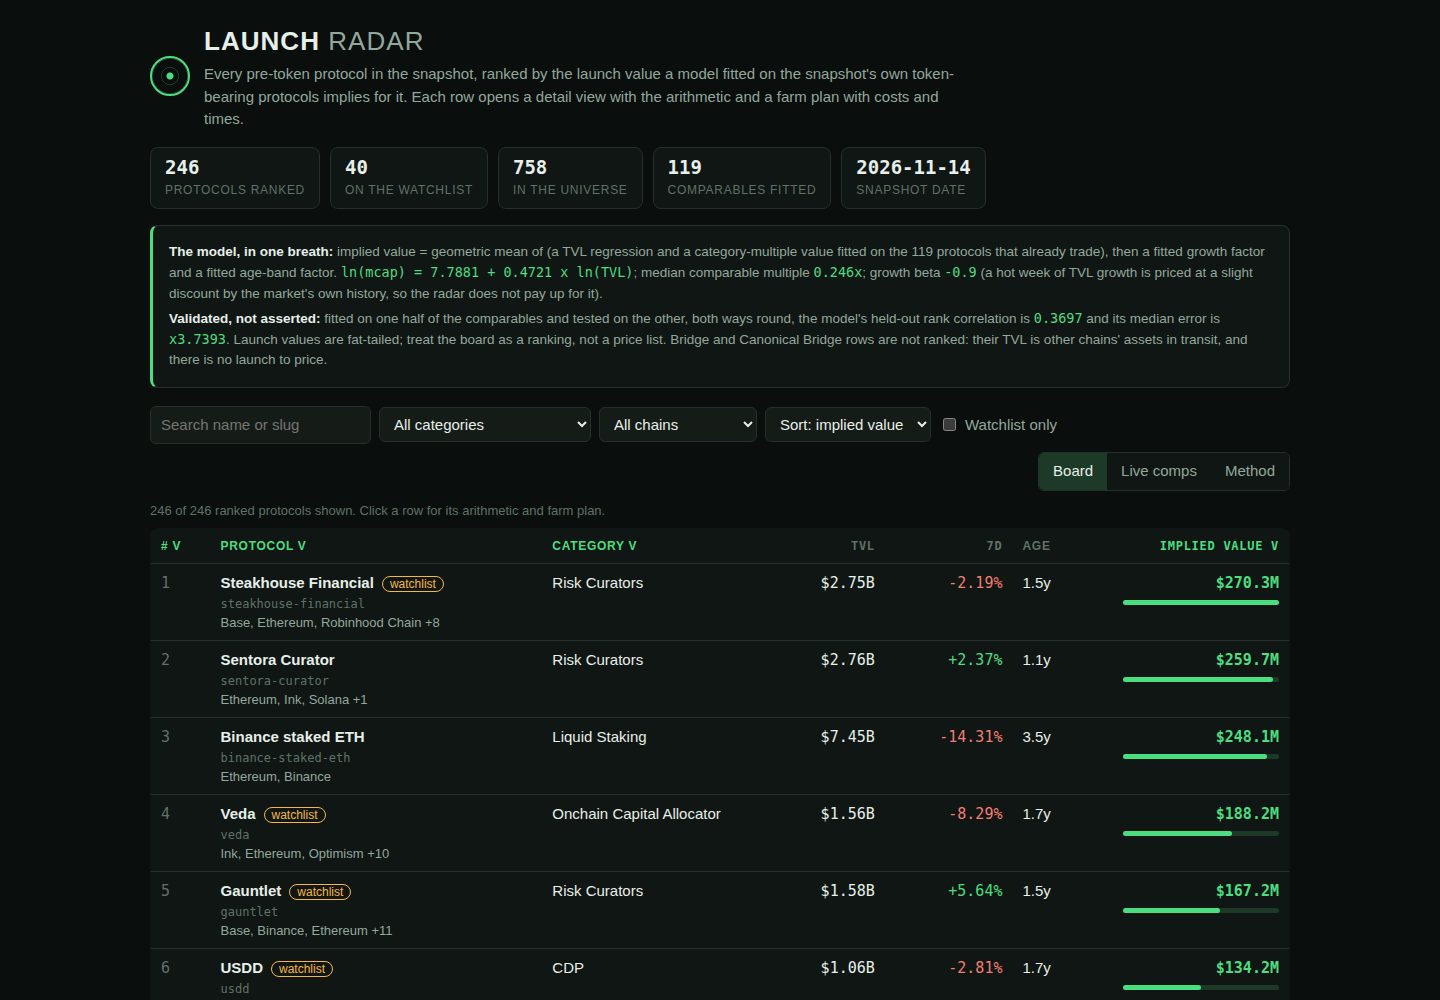 LAUNCH RADAR
Every pre-token protocol in the snapshot, ranked by the launch value a model fitted on the snapshot's own token-
bearing protocols implies for it. Each row opens a detail view with the arithmetic and a farm plan with costs and
times.
246
PROTOCOLS RANKED
40
ON THE WATCHLIST
758
IN THE UNIVERSE
119
COMPARABLES FITTED
2026-11-14
SNAPSHOT DATE
The model, in one breath: implied value = geometric mean of (a TVL regression and a category-multiple value fitted on the 119 protocols that already trade), then a fitted growth factor
and a fitted age-band factor. ln(mcap) = 7.7881 + 0.4721 x ln(TVL); median comparable multiple 0.246x; growth beta -0.9 (a hot week of TVL growth is priced at a slight
discount by the market's own history, so the radar does not pay up for it).
Validated, not asserted: fitted on one half of the comparables and tested on the other, both ways round, the model's held-out rank correlation is 0.3697 and its median error is
x3.7393. Launch values are fat-tailed; treat the board as a ranking, not a price list. Bridge and Canonical Bridge rows are not ranked: their TVL is other chains' assets in transit, and
there is no launch to price.
Search name or slug
All categories
All chains
Sort: implied value
Watchlist only
Board Live comps Method
246 of 246 ranked protocols shown. Click a row for its arithmetic and farm plan.
# V PROTOCOL V CATEGORY V TVL 7D AGE IMPLIED VALUE V
1 Steakhouse Financial watchlist Risk Curators $2.75B -2.19% 1.5y $270.3M
steakhouse-financial
Base, Ethereum, Robinhood Chain +8
2 Sentora Curator Risk Curators $2.76B +2.37% 1.1y $259.7M
sentora-curator
Ethereum, Ink, Solana +1
3 Binance staked ETH Liquid Staking $7.45B -14.31% 3.5y $248.1M
binance-staked-eth
Ethereum, Binance
4 Veda watchlist Onchain Capital Allocator $1.56B -8.29% 1.7y $188.2M
veda
Ink, Ethereum, Optimism +10
5 Gauntlet watchlist Risk Curators $1.58B +5.64% 1.5y $167.2M
gauntlet
Base, Binance, Ethereum +11
6 USDD watchlist CDP $1.06B -2.81% 1.7y $134.2M
usdd